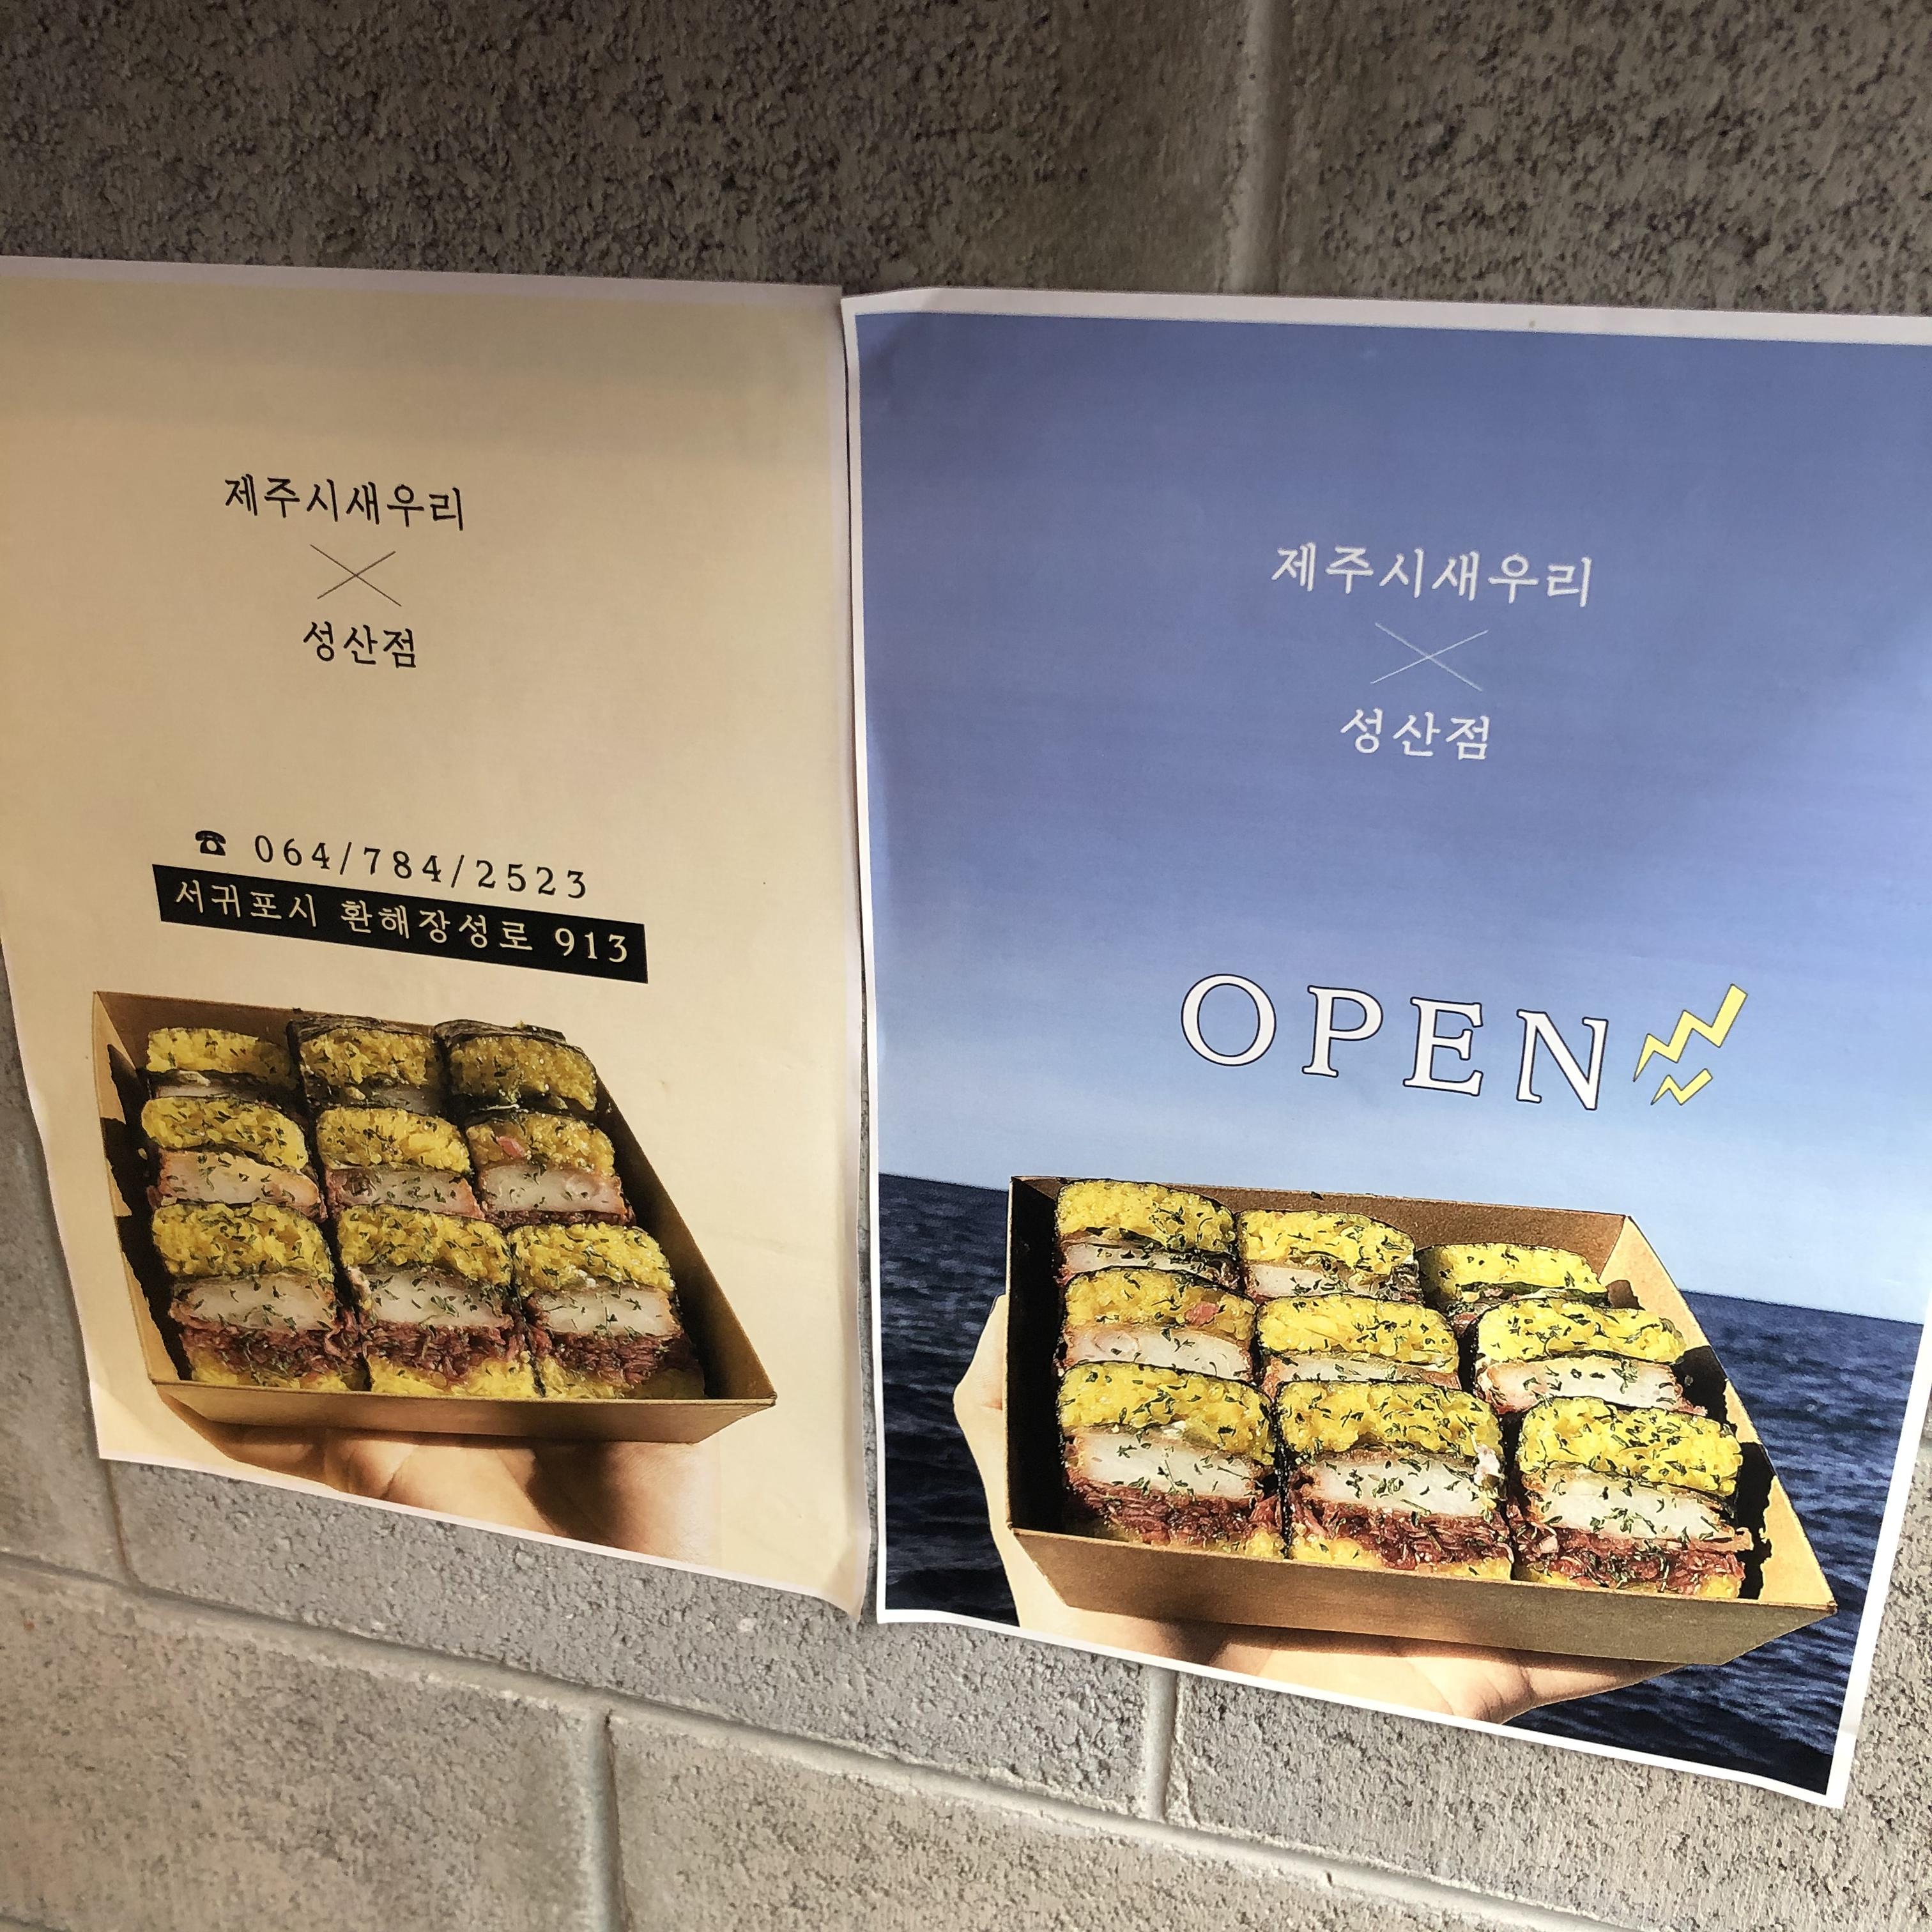 제주시새우리
성산점
☎ 064/784/2523
서귀포시 환해장성로 913
제주시새우리
성산점
OPEN